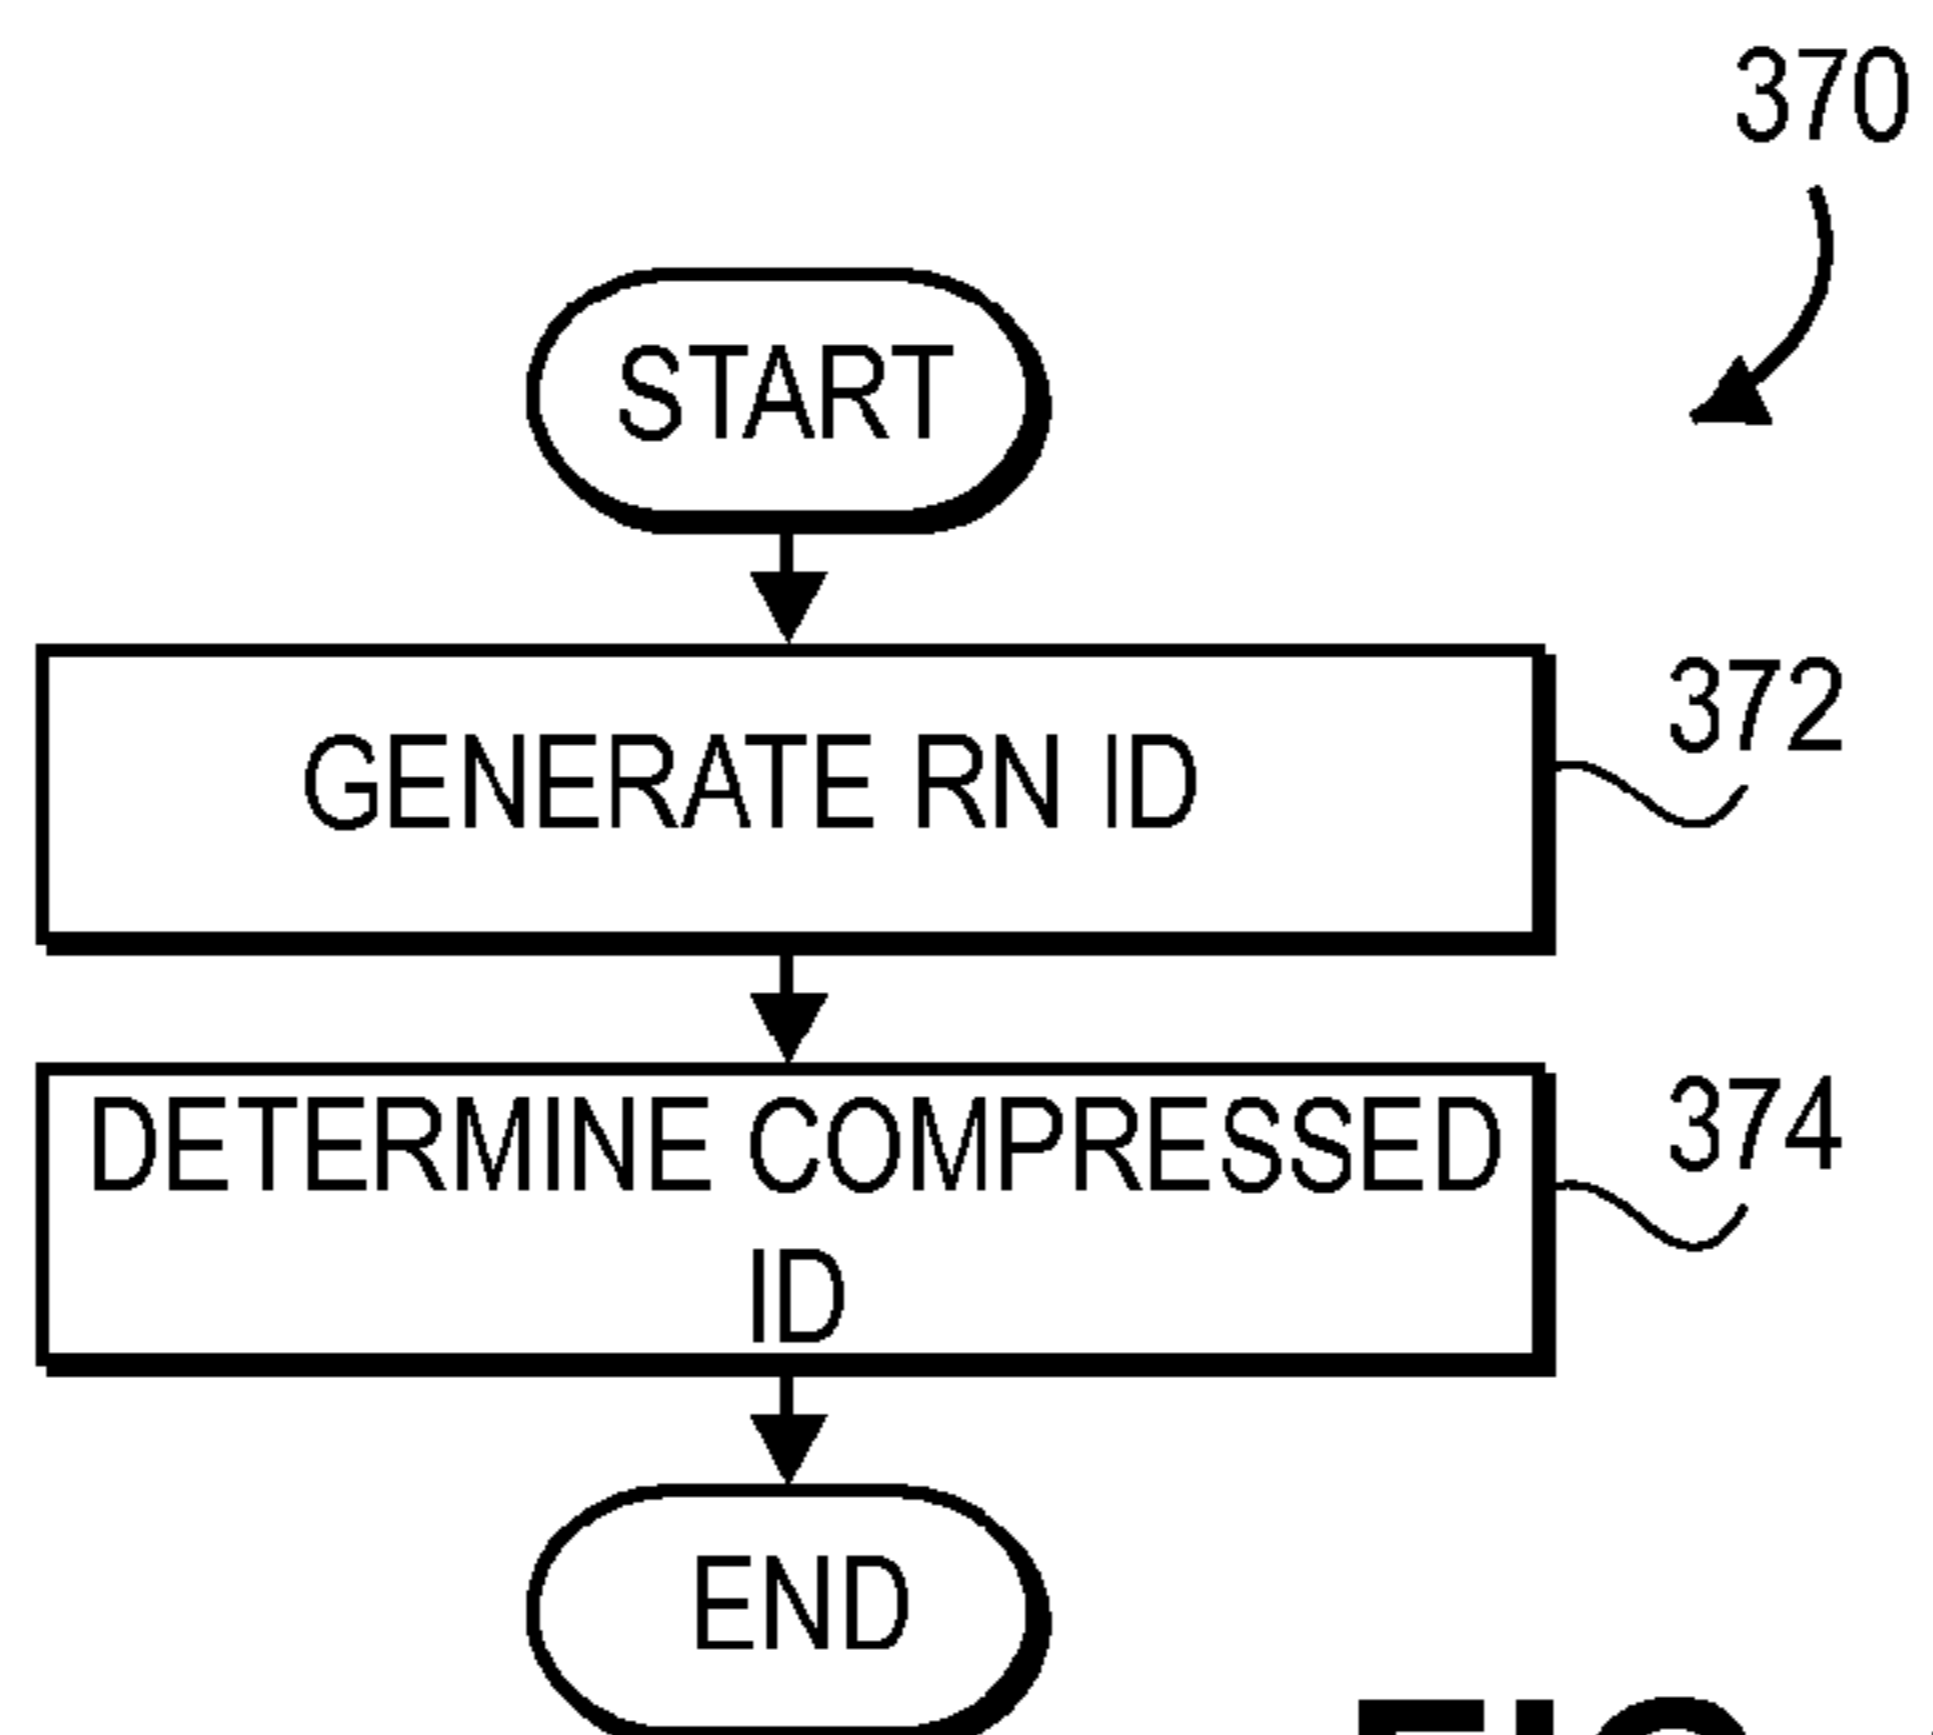 370
START
GENERATE RN ID
372
DETERMINE COMPRESSED
ID
374
END